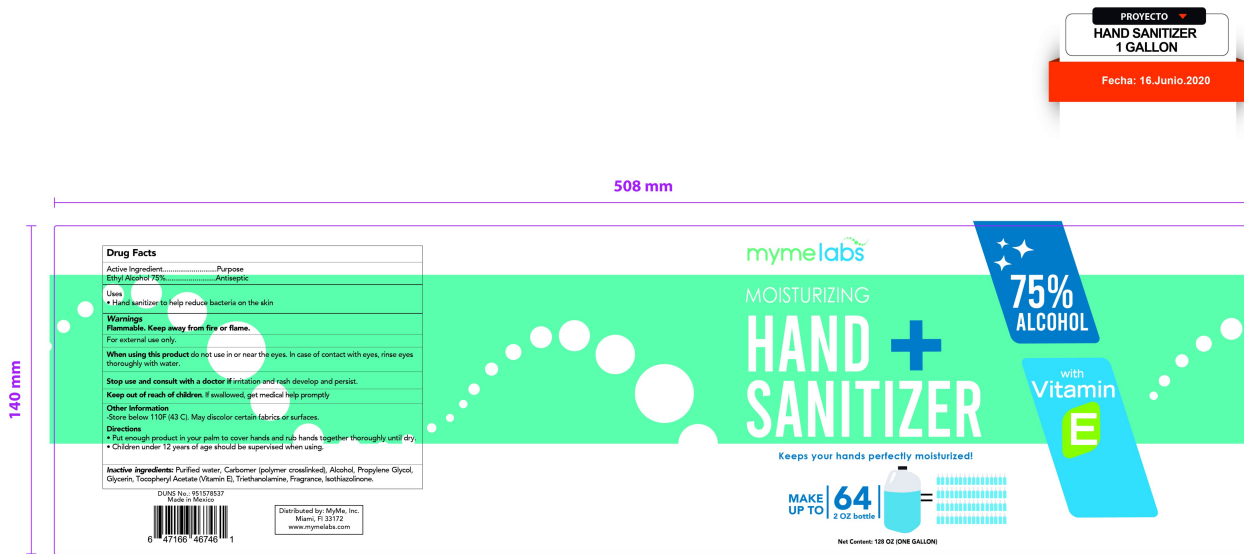 PROYECTO
HAND SANITIZER
1 GALLON
Fecha: 16.Junio.2020
508 mm
140 mm
Drug Facts
Active Ingredient............................Purpose
Ethyl Alcohol 75%..........................Antiseptic
Uses
• Hand sanitizer to help reduce bacteria on the skin
Warnings
Flammable. Keep away from fire or flame.
For external use only.
When using this product do not use in or near the eyes. In case of contact with eyes, rinse eyes
thoroughly with water.
Stop use and consult with a doctor if irritation and rash develop and persist.
Keep out of reach of children. If swallowed, get medical help promptly
Other Information
-Store below 110F (43 C). May discolor certain fabrics or surfaces.
Directions
• Put enough product in your palm to cover hands and rub hands together thoroughly until dry.
• Children under 12 years of age should be supervised when using.
Inactive ingredients: Purified water, Carbomer (polymer crosslinked), Alcohol, Propylene Glycol,
Glycerin, Tocopheryl Acetate (Vitamin E), Triethanolamine, Fragrance, Isothiazolinone.
DUNS No.: 951578537
Made in Mexico
6 47166 46746 1
Distributed by: MyMe, Inc.
Miami, Fl 33172
www.mymelabs.com
mymelabs
MOISTURIZING
HAND +
SANITIZER
Keeps your hands perfectly moisturized!
MAKE
UP TO
64
2 OZ bottle
=
Net Content: 128 OZ (ONE GALLON)
75%
ALCOHOL
with
Vitamin
E